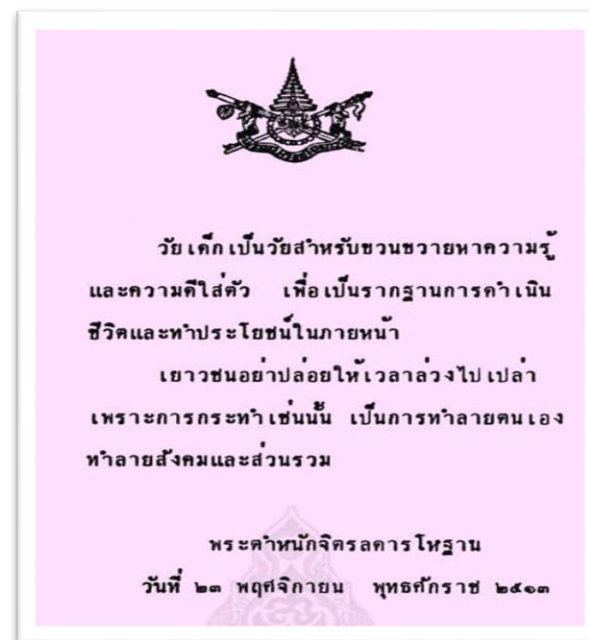 วัยเด็กเป็นวัยสำหรับขวนขวายหาความรู้
และความดีใส่ตัว เพื่อเป็นรากฐานการดำเนิน
ชีวิตและทำประโยชน์ในภายหน้า
เยาวชนอย่าปล่อยให้เวลาล่วงไปเปล่า
เพราะการกระทำเช่นนั้น เป็นการทำลายตนเอง
ทำลายสังคมและส่วนรวม
พระตำหนักจิตรลดารโหฐาน
วันที่ ๒๓ พฤศจิกายน พุทธศักราช ๒๕๑๓